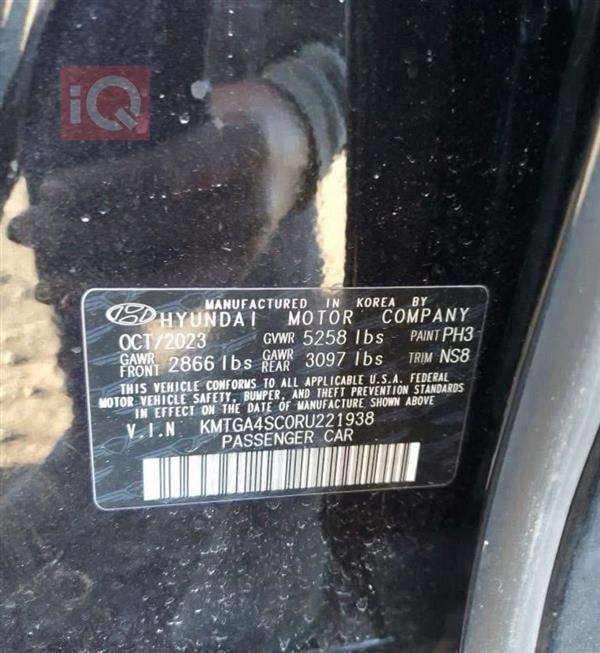 iQ
MANUFACTURED IN KOREA BY
HYUNDAI MOTOR COMPANY
OCT/2023 GVWR 5258 lbs PAINT PH3
GAWR FRONT 2866 lbs GAWR REAR 3097 lbs TRIM NS8
THIS VEHICLE CONFORMS TO ALL APPLICABLE U.S.A. FEDERAL
MOTOR VEHICLE SAFETY, BUMPER, AND THEFT PREVENTION STANDARDS
IN EFFECT ON THE DATE OF MANUFACTURE SHOWN ABOVE
V.I.N. KMTGA4SC0RU221938
PASSENGER CAR